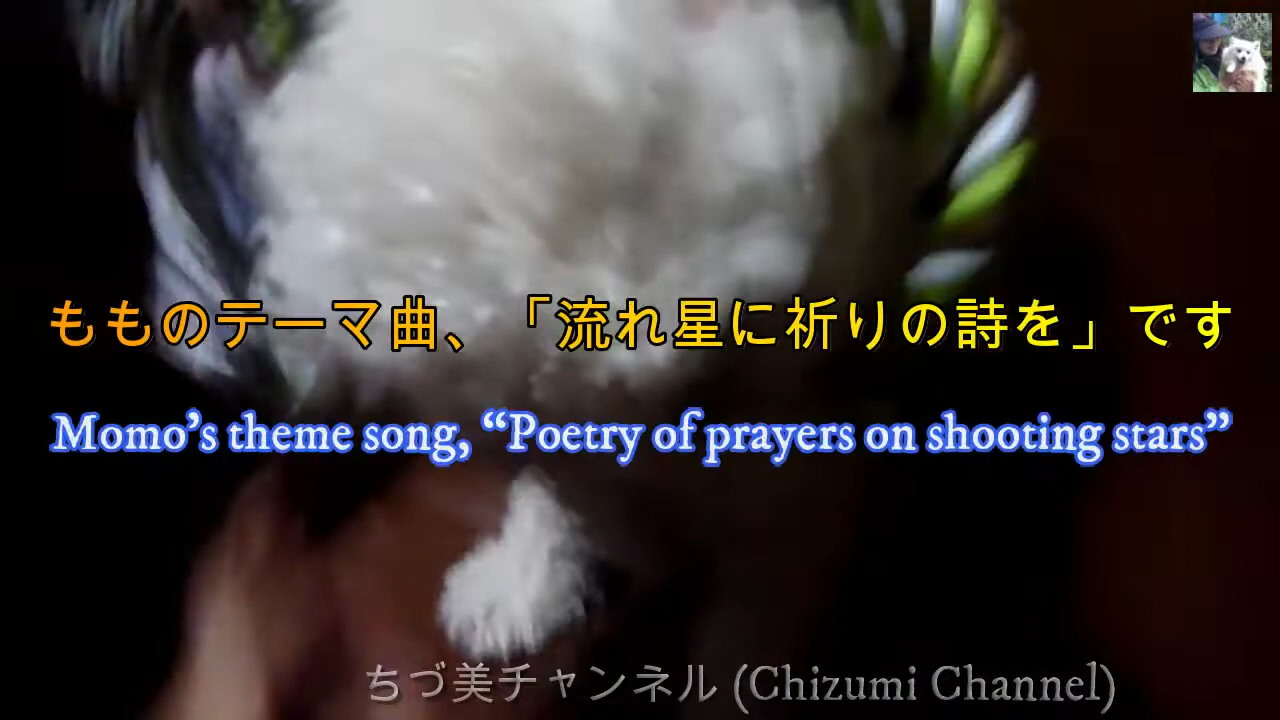 もものテーマ曲、「流れ星に祈りの詩を」です
Momo's theme song, “Poetry of prayers on shooting stars”
ちづ美チャンネル (Chizumi Channel)